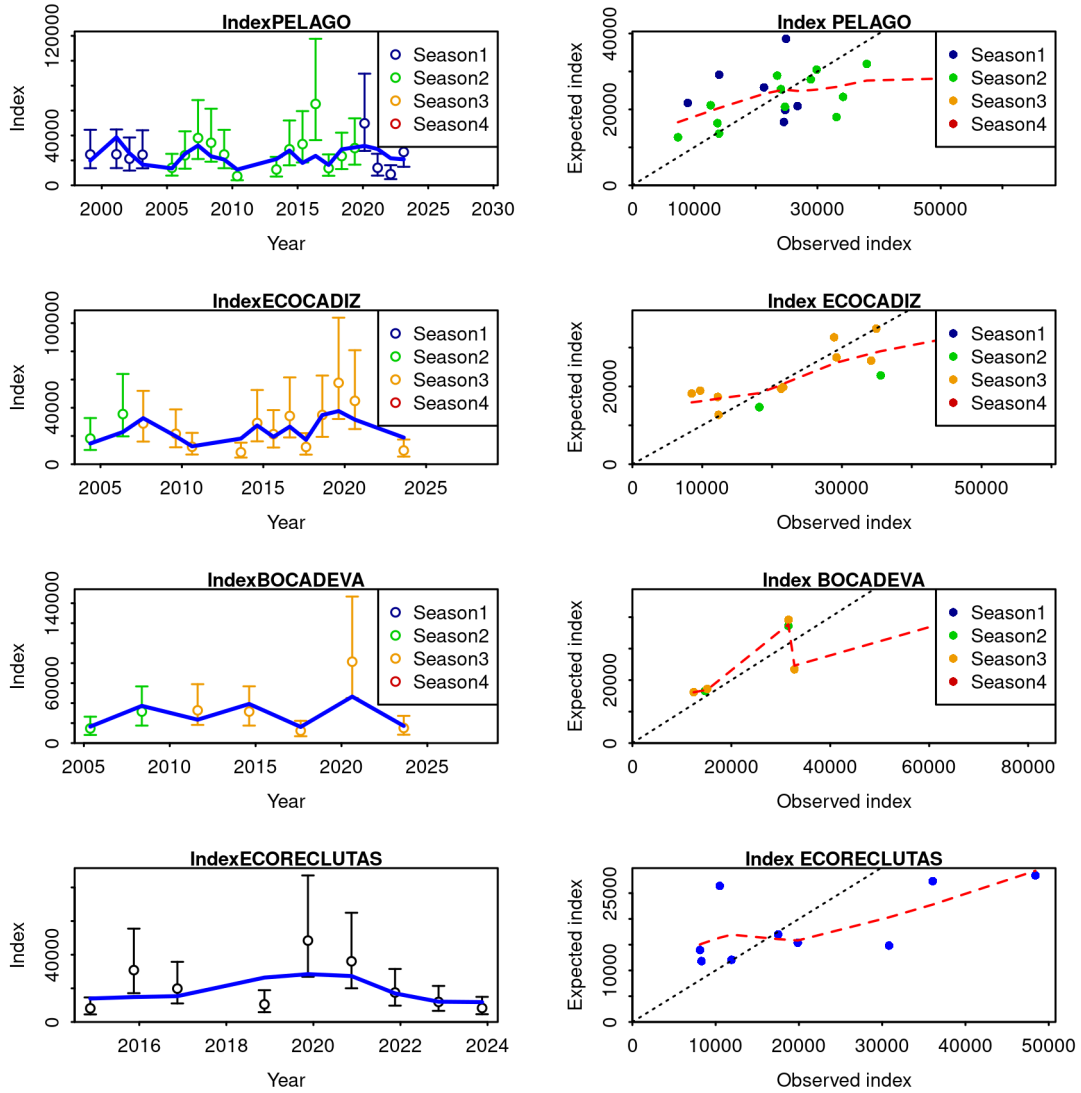 IndexPELAGO
Index
120000
40000
0
Season1
Season2
Season3
Season4
2000 2005 2010 2015 2020 2025 2030
Year
Index PELAGO
Expected index
40000
20000
0
Season1
Season2
Season3
Season4
0 10000 30000 50000
Observed index
IndexECOCADIZ
Index
100000
40000
0
Season1
Season2
Season3
Season4
2005 2010 2015 2020 2025
Year
Index ECOCADIZ
Expected index
20000
0
Season1
Season2
Season3
Season4
0 10000 30000 50000
Observed index
IndexBOCADEVA
Index
140000
60000
0
Season1
Season2
Season3
Season4
2005 2010 2015 2020 2025
Year
Index BOCADEVA
Expected index
20000
0
Season1
Season2
Season3
Season4
0 20000 40000 60000 80000
Observed index
IndexECORECLUTAS
Index
40000
0
2016 2018 2020 2022 2024
Year
Index ECORECLUTAS
Expected index
25000
10000
0
0 10000 20000 30000 40000 50000
Observed index